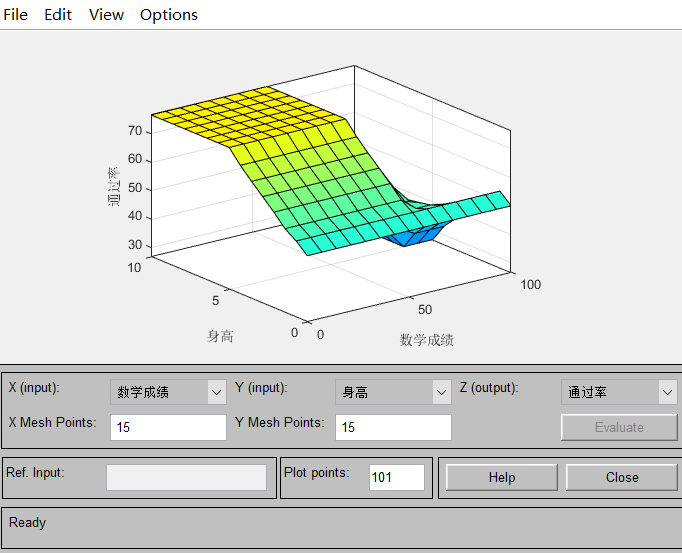 File Edit View Options
70
60
50
40
30
通过率
10
5
0
身高
0
50
100
数学成绩
X (input): 数学成绩 Y (input): 身高 Z (output): 通过率
X Mesh Points: 15 Y Mesh Points: 15 Evaluate
Ref. Input: Plot points: 101 Help Close
Ready